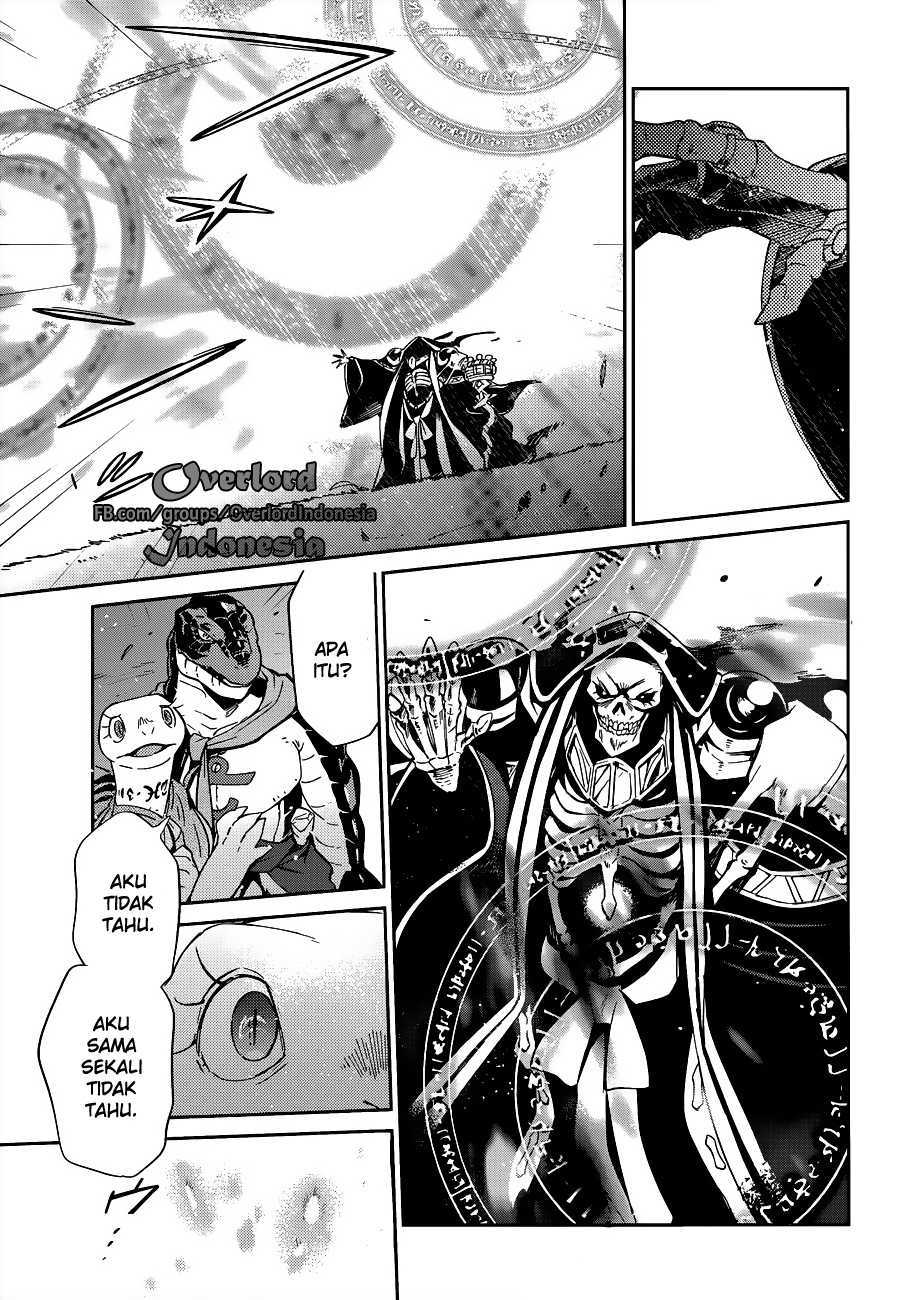 Overlord
FB.com/groups/OverlordIndonesia
Indonesia
APA
ITU?
AKU
TIDAK
TAHU.
AKU
SAMA
SEKALI
TIDAK
TAHU.